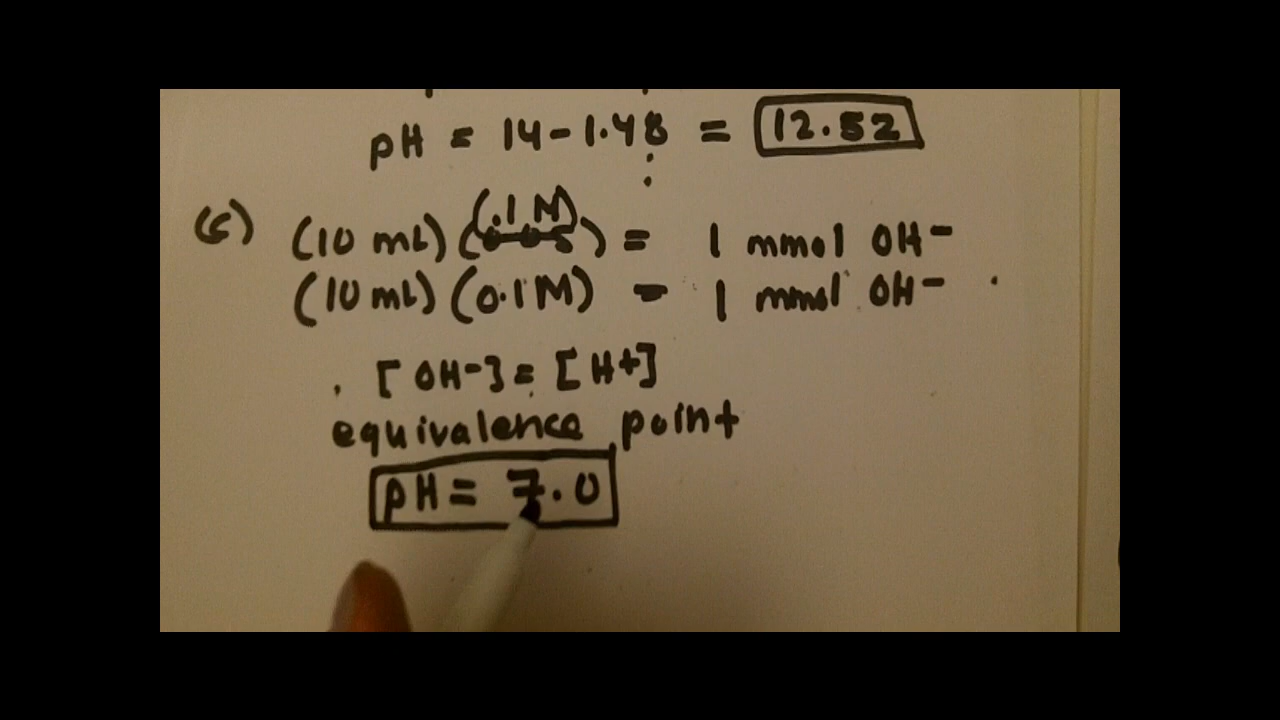 pH = 14-1.48 = 12.52
(c) (10 mL) (.1 M) = 1 mmol OH-
(10 mL) (0.1M) = 1 mmol OH-
[OH-] = [H+]
equivalence point
pH = 7.0